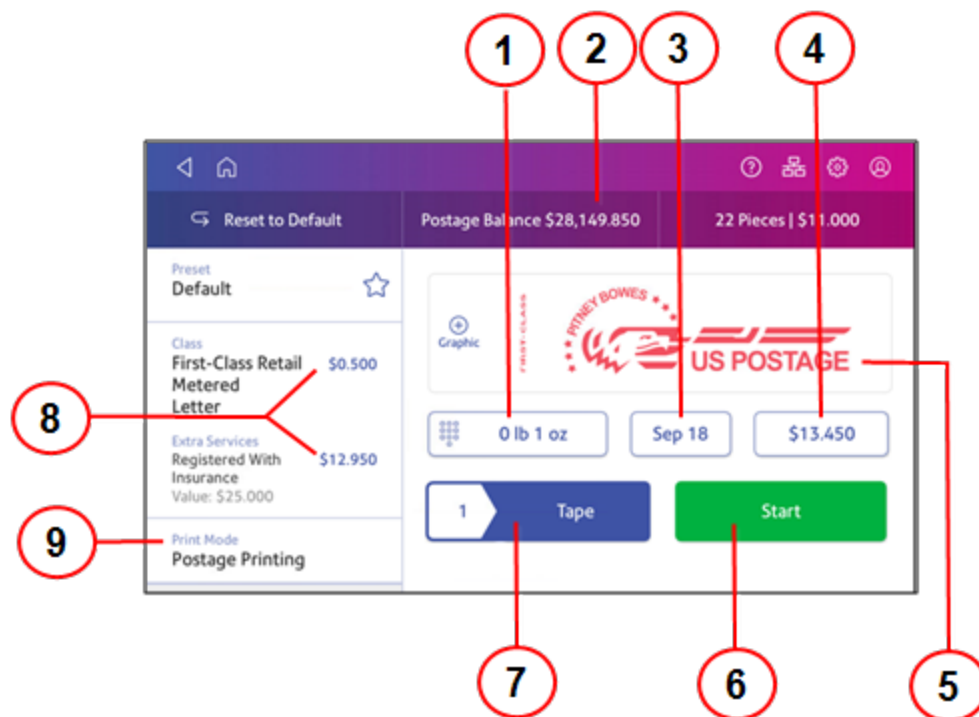 1
2
3
4
Reset to Default
Postage Balance $28,149.850
22 Pieces | $11.000
Preset
Default
Class
First-Class Retail
$0.500
Metered
Letter
Extra Services
Registered With
$12.950
Insurance
Value: $25.000
Print Mode
Postage Printing
Graphic
FIRST-CLASS
PITNEY BOWES
US POSTAGE
0 lb 1 oz
Sep 18
$13.450
1
Tape
Start
8
9
7
6
5